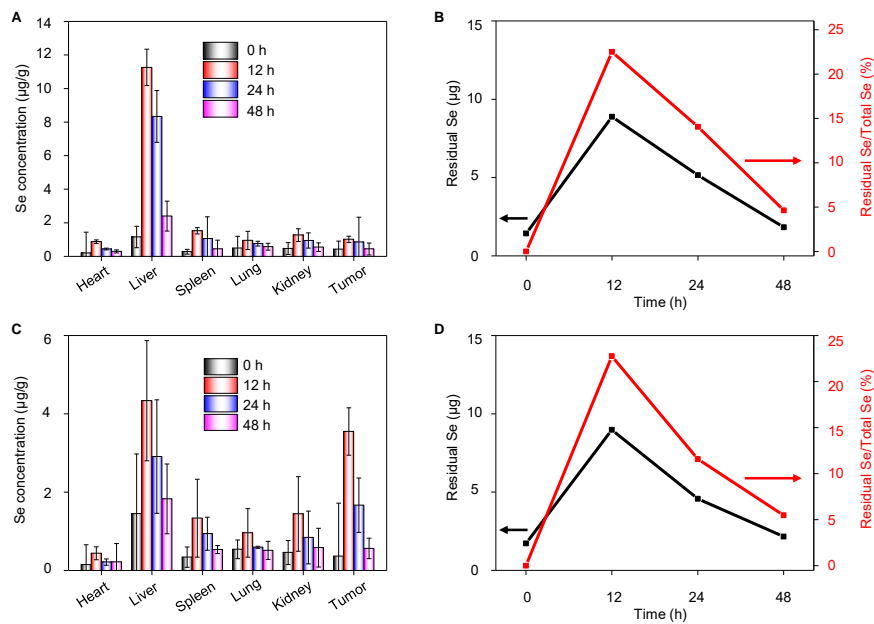 A
Se concentration (μg/g)
14
12
10
8
6
4
2
0
0 h
12 h
24 h
48 h
Heart
Liver
Spleen
Lung
Kidney
Tumor
B
Residual Se (μg)
15
10
5
0
25
20
15
10
5
0
Residual Se/Total Se (%)
0
12
24
48
Time (h)
C
Se concentration (μg/g)
6
4
2
0
0 h
12 h
24 h
48 h
Heart
Liver
Spleen
Lung
Kidney
Tumor
D
Residual Se (μg)
15
10
5
0
25
20
15
10
5
0
Residual Se/Total Se (%)
0
12
24
48
Time (h)